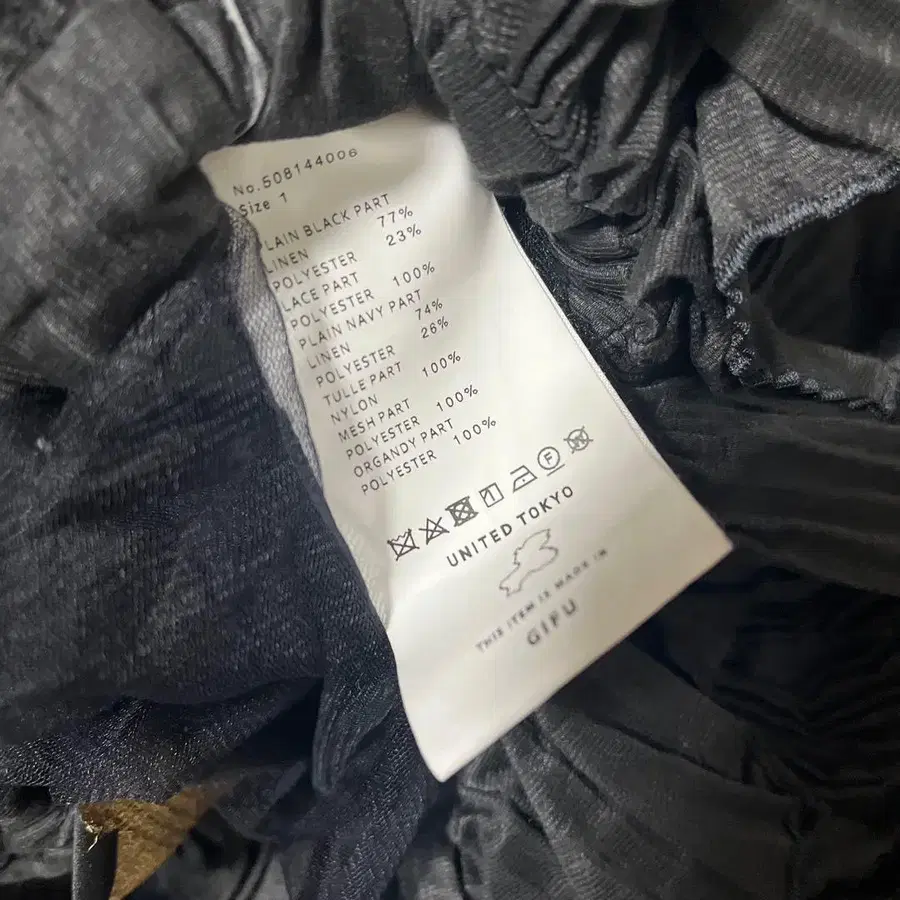 No.508144006
Size 1
LAIN BLACK PART
LINEN 77%
POLYESTER 23%
LACE PART
POLYESTER 100%
PLAIN NAVY PART
LINEN 74%
POLYESTER 26%
TULLE PART
NYLON 100%
MESH PART
POLYESTER 100%
ORGANDY PART
POLYESTER 100%
F W
UNITED TOKYO
THIS ITEM IS MADE IN
GIFU